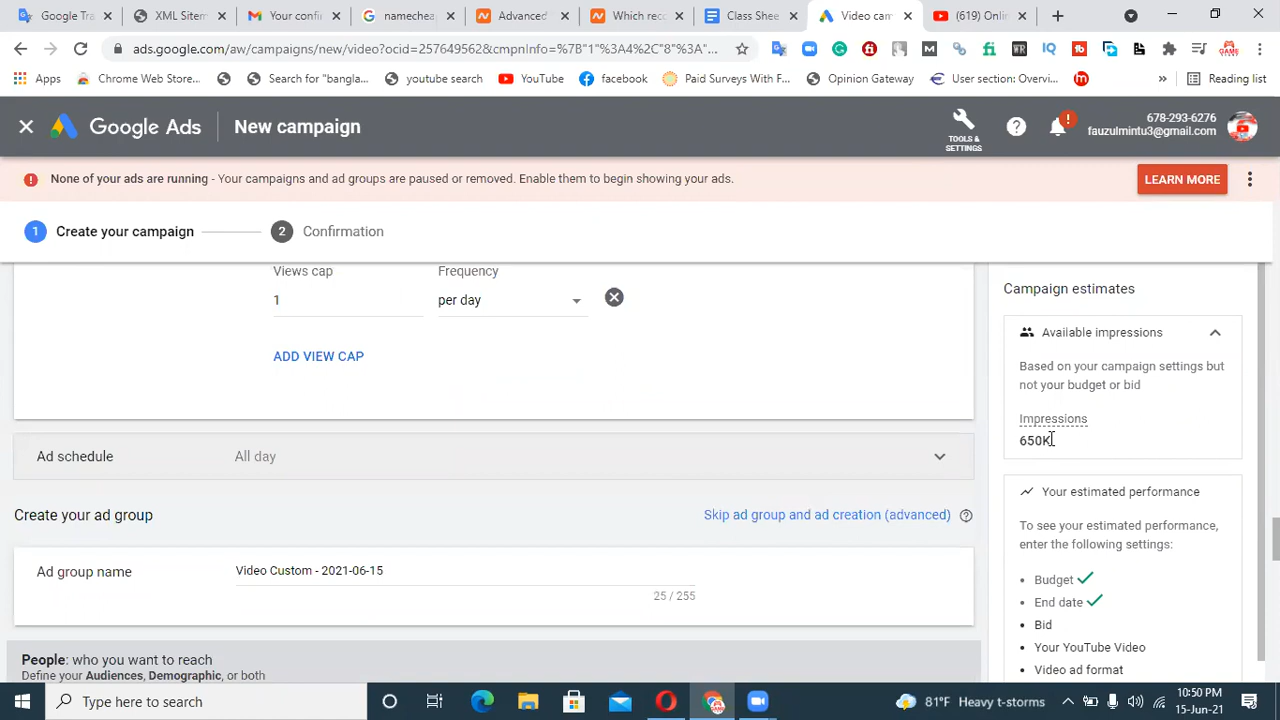 Google Tra
XML Sitem
Your confi
namechea
Advanced
Which reco
Class Shee
Video cam
(619) Onli
ads.google.com/aw/campaigns/new/video?ocid=257649562&cmpnInfo=%7B"1"%3A4%2C"8"%3A"...
Apps
Chrome Web Store...
Search for "bangla...
youtube search
YouTube
facebook
Paid Surveys With F...
Opinion Gateway
User section: Overvi...
»
Reading list
Google Ads
New campaign
TOOLS & SETTINGS
678-293-6276
fauzulmintu3@gmail.com
None of your ads are running - Your campaigns and ad groups are paused or removed. Enable them to begin showing your ads.
LEARN MORE
1 Create your campaign
2 Confirmation
Views cap
Frequency
1
per day
ADD VIEW CAP
Ad schedule
All day
Create your ad group
Skip ad group and ad creation (advanced)
Ad group name
Video Custom - 2021-06-15
25 / 255
People: who you want to reach
Define your Audiences, Demographic, or both
Campaign estimates
Available impressions
Based on your campaign settings but
not your budget or bid
Impressions
650K
Your estimated performance
To see your estimated performance,
enter the following settings:
• Budget
• End date
• Bid
• Your YouTube Video
• Video ad format
Type here to search
81°F Heavy t-storms
10:50 PM
15-Jun-21